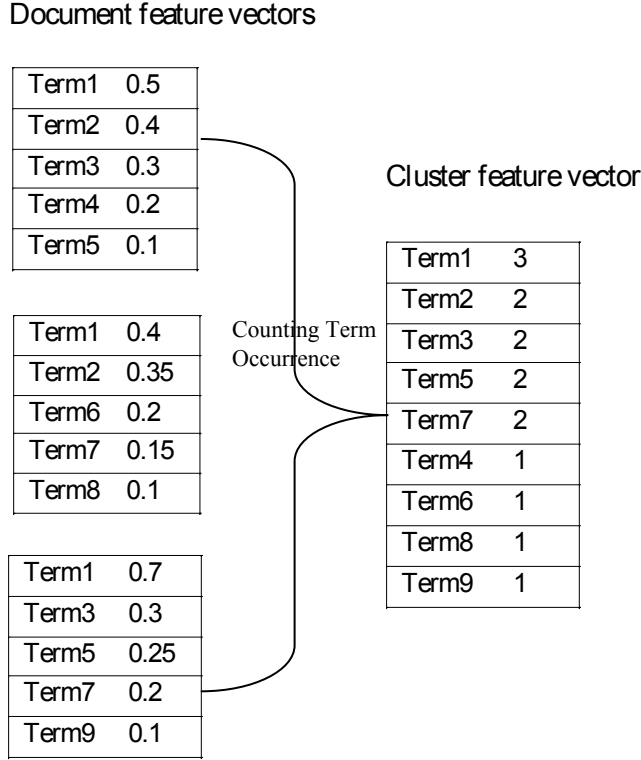 Document feature vectors
Term1 0.5
Term2 0.4
Term3 0.3
Term4 0.2
Term5 0.1
Term1 0.4
Term2 0.35
Term6 0.2
Term7 0.15
Term8 0.1
Term1 0.7
Term3 0.3
Term5 0.25
Term7 0.2
Term9 0.1
Counting Term
Occurrence
Cluster feature vector
Term1 3
Term2 2
Term3 2
Term5 2
Term7 2
Term4 1
Term6 1
Term8 1
Term9 1